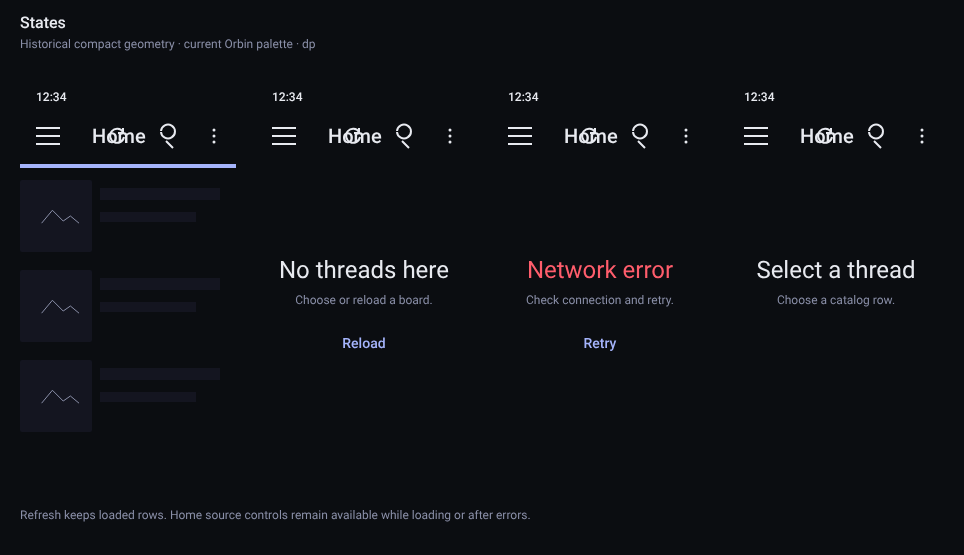 States
Historical compact geometry · current Orbin palette · dp
12:34
Home
12:34
Home
12:34
Home
12:34
Home
No threads here
Choose or reload a board.
Reload
Network error
Check connection and retry.
Retry
Select a thread
Choose a catalog row.
Refresh keeps loaded rows. Home source controls remain available while loading or after errors.